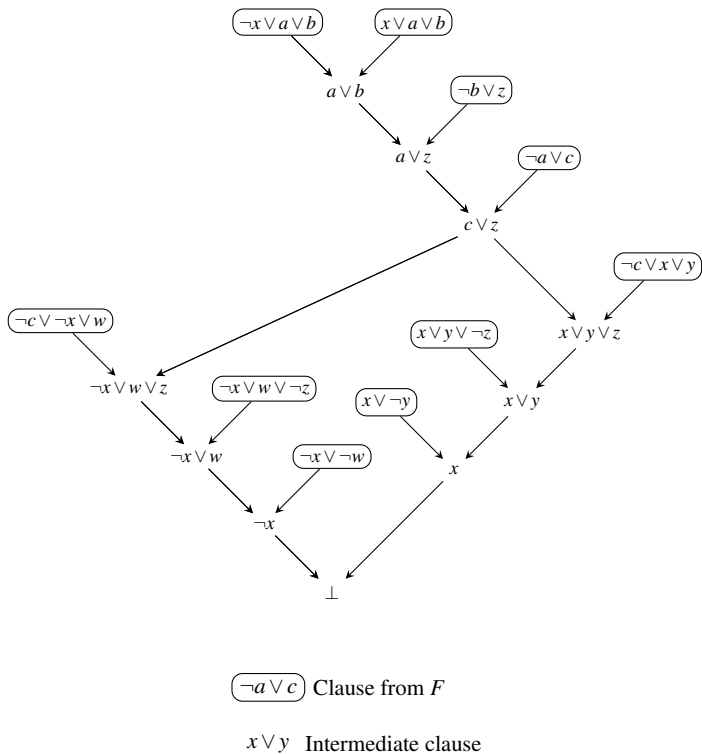 ¬x ∨ a ∨ b x ∨ a ∨ b
a ∨ b ¬b ∨ z
a ∨ z ¬a ∨ c
c ∨ z
¬c ∨ x ∨ y
¬c ∨ ¬x ∨ w x ∨ y ∨ ¬z x ∨ y ∨ z
¬x ∨ w ∨ z ¬x ∨ w ∨ ¬z x ∨ ¬y x ∨ y
¬x ∨ w ¬x ∨ ¬w x
¬x
⊥
¬a ∨ c Clause from F
x ∨ y Intermediate clause